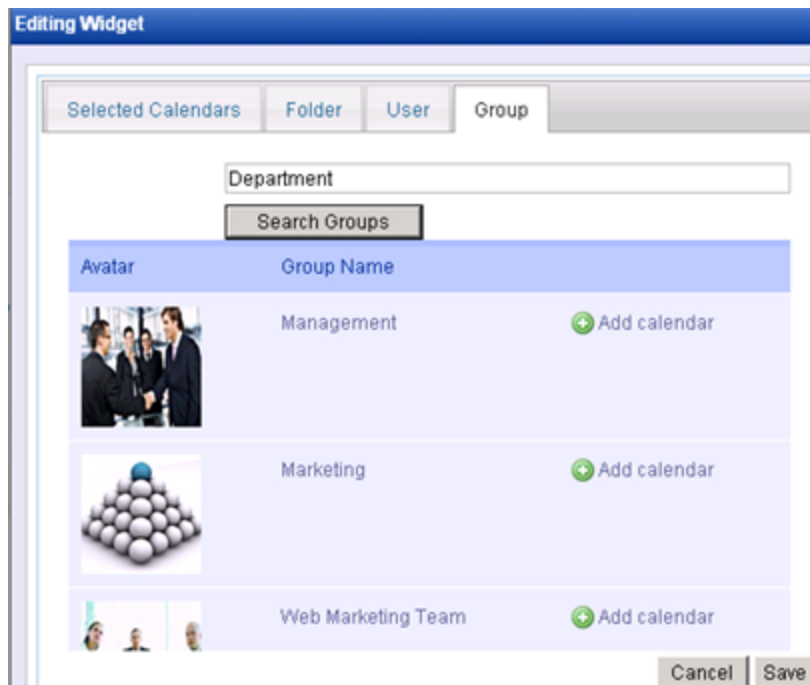 Editing Widget
Selected Calendars Folder User Group
Department
Search Groups
Avatar Group Name
Management Add calendar
Marketing Add calendar
Web Marketing Team Add calendar
Cancel Save